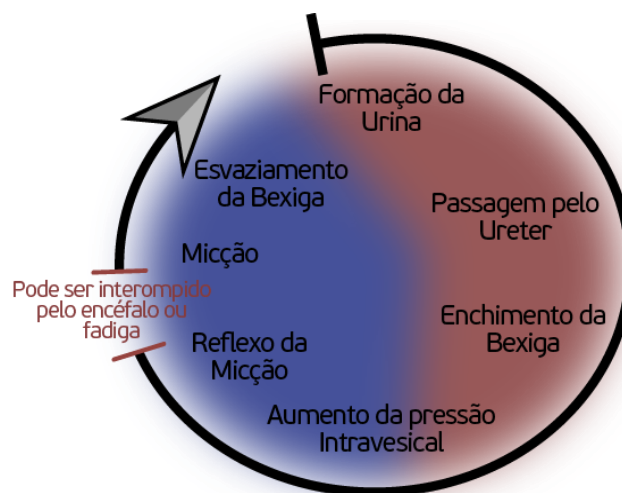 Formação da
Urina
Passagem pelo
Ureter
Enchimento da
Bexiga
Aumento da pressão
Intravesical
Reflexo da
Micção
Pode ser interompido
pelo encéfalo ou
fadiga
Micção
Esvaziamento
da Bexiga